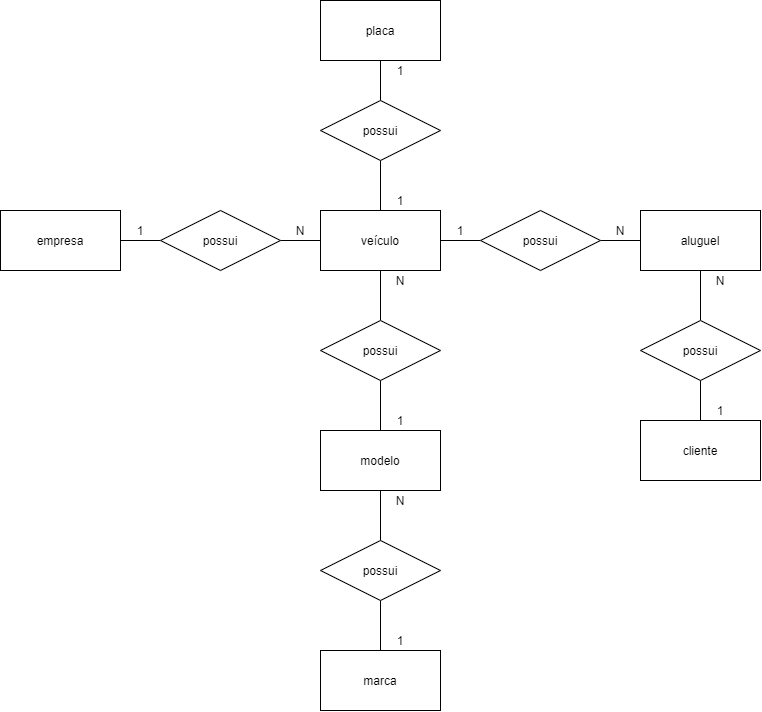 placa
1
possui
1
empresa
1
possui
N
veículo
1
possui
N
aluguel
N
N
possui
possui
1
1
modelo
cliente
N
possui
1
marca